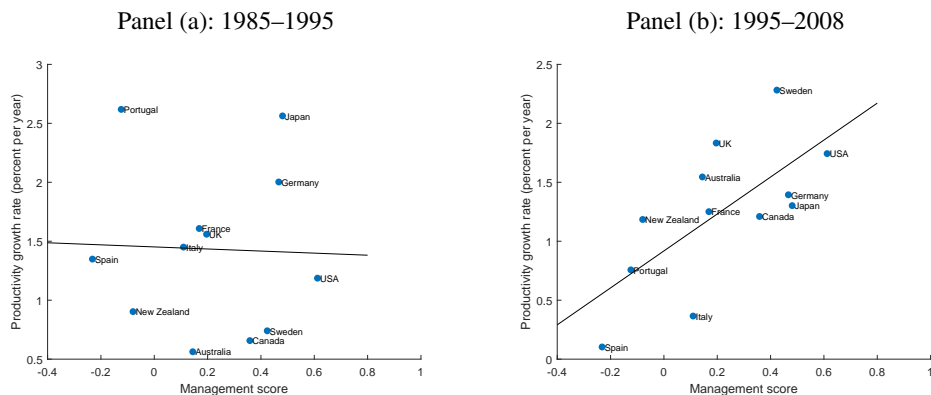 Panel (a): 1985–1995
Productivity growth rate (percent per year)
3
2.5
2
1.5
1
0.5
Portugal
Japan
Germany
France
UK
Italy
Spain
USA
New Zealand
Sweden
Canada
Australia
-0.4 -0.2 0 0.2 0.4 0.6 0.8 1
Management score
Panel (b): 1995–2008
Productivity growth rate (percent per year)
2.5
2
1.5
1
0.5
0
Sweden
UK
USA
Australia
Germany
Japan
France
Canada
New Zealand
Portugal
Italy
Spain
-0.4 -0.2 0 0.2 0.4 0.6 0.8 1
Management score